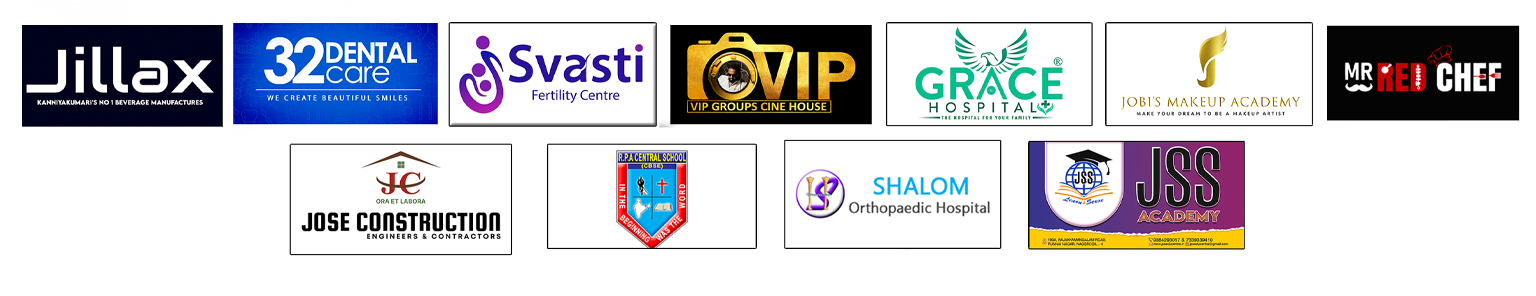 Jillax
KANNIYAKUMARI'S NO 1 BEVERAGE MANUFACTURES
32 DENTAL
care
WE CREATE BEAUTIFUL SMILES
Svasti
Fertility Centre
VIP
VIP GROUPS CINE HOUSE
GRACE®
HOSPITAL
THE HOSPITAL FOR YOUR FAMILY
JOBI'S MAKEUP ACADEMY
MAKE YOUR DREAM TO BE A MAKEUP ARTIST
MR RED CHEF
JC
ORA ET LABORA
JOSE CONSTRUCTION
ENGINEERS & CONTRACTORS
R.P.A CENTRAL SCHOOL
(CBSE)
IN THE BEGINNING WAS THE WORD
SHALOM
Orthopaedic Hospital
JSS
Learn & Serve
JSS
ACADEMY